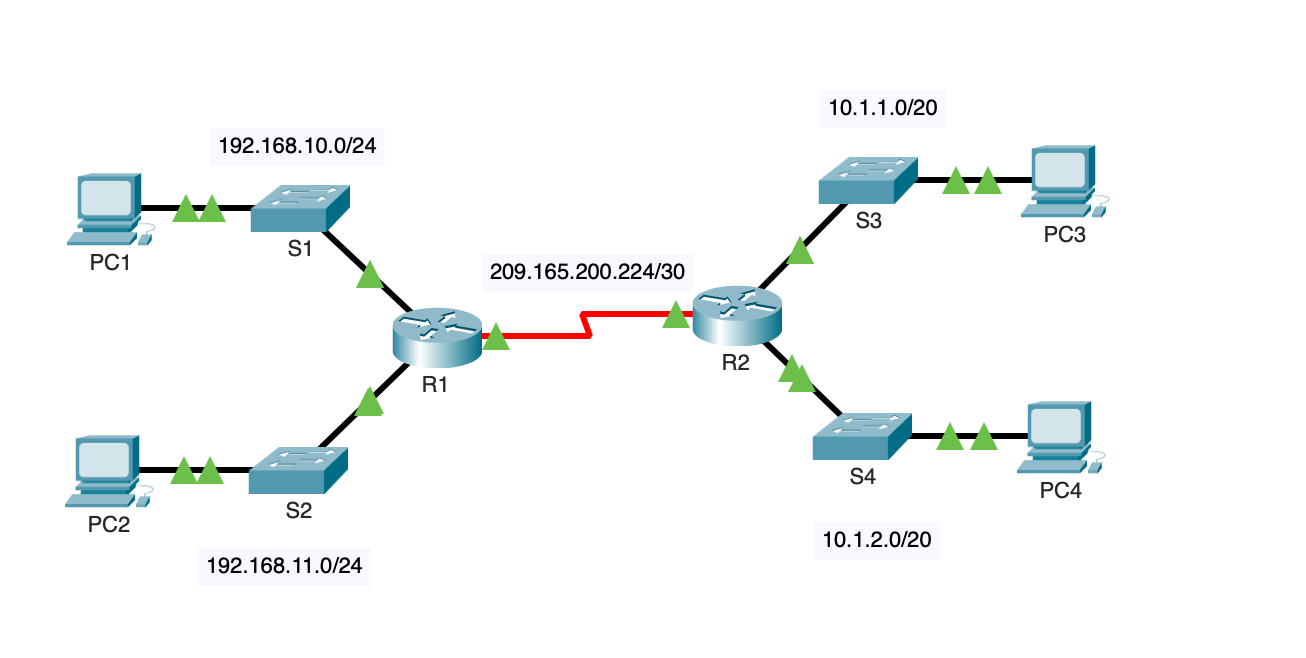 10.1.1.0/20
192.168.10.0/24
S1
S3
PC1
PC3
209.165.200.224/30
R1
R2
PC2
S2
S4
PC4
192.168.11.0/24
10.1.2.0/20